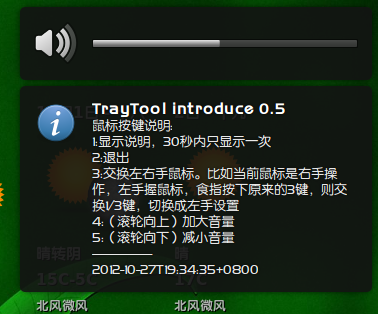 TrayTool introduce 0.5
鼠标按键说明:
1:显示说明，30秒内只显示一次
2:退出
3:交换左右手鼠标。比如当前鼠标是右手操
作，左手握鼠标，食指按下原来的3键，则交
换1/3键，切换成左手设置
4:（滚轮向上）加大音量
5:（滚轮向下）减小音量
2012-10-27T19:34:35+0800
晴转阴
晴
15C-5C
17C
北风微风
北风微风